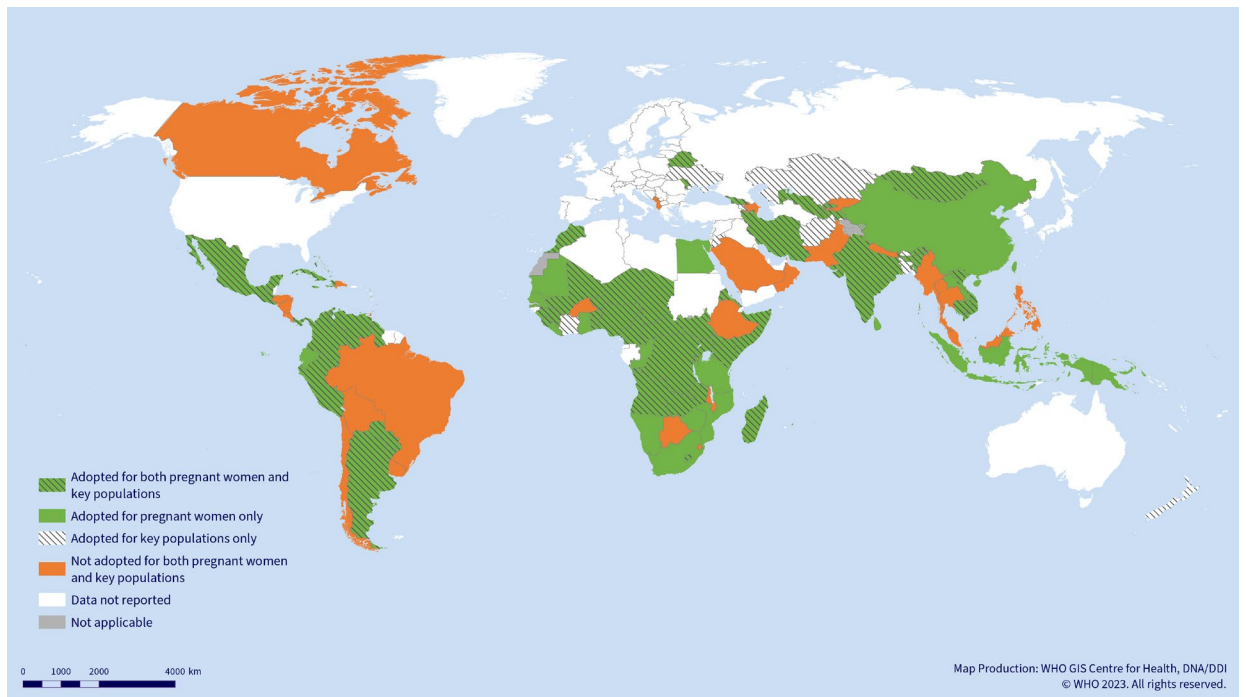 Adopted for both pregnant women and
key populations
Adopted for pregnant women only
Adopted for key populations only
Not adopted for both pregnant women
and key populations
Data not reported
Not applicable
0 1000 2000 4000 km
Map Production: WHO GIS Centre for Health, DNA/DDI
© WHO 2023. All rights reserved.